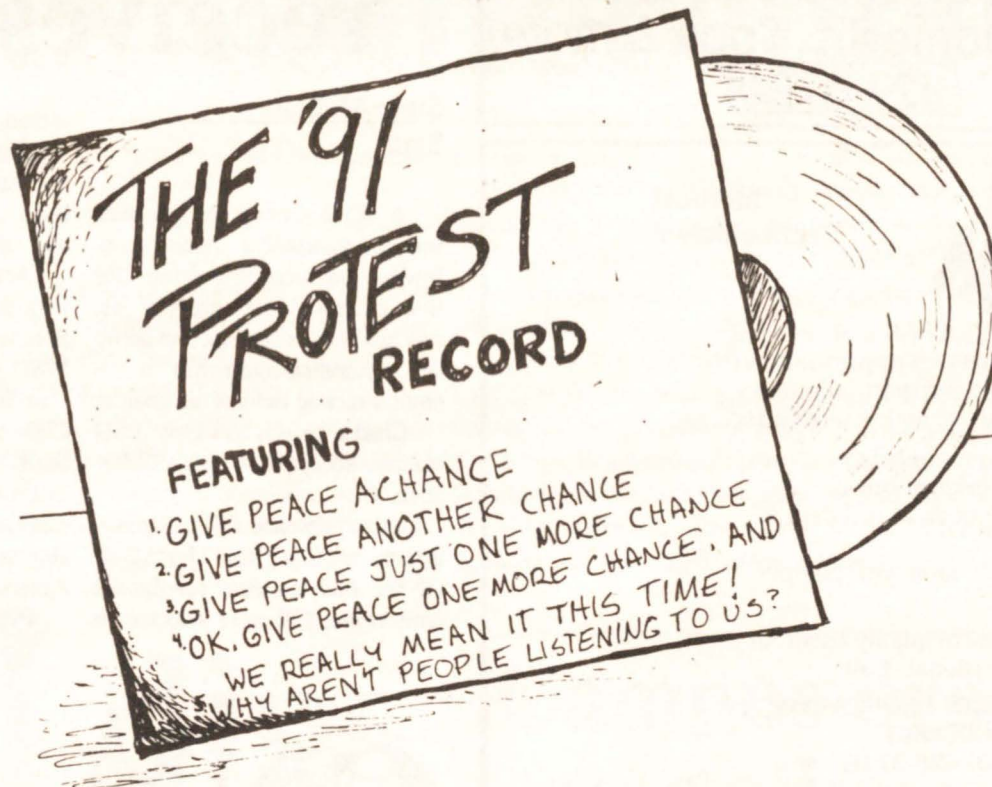 THE '91
PROTEST
RECORD
FEATURING
1. GIVE PEACE A CHANCE
2. GIVE PEACE ANOTHER CHANCE
3. GIVE PEACE JUST ONE MORE CHANCE
4. OK, GIVE PEACE ONE MORE CHANCE, AND
WE REALLY MEAN IT THIS TIME!
5. WHY AREN'T PEOPLE LISTENING TO US?